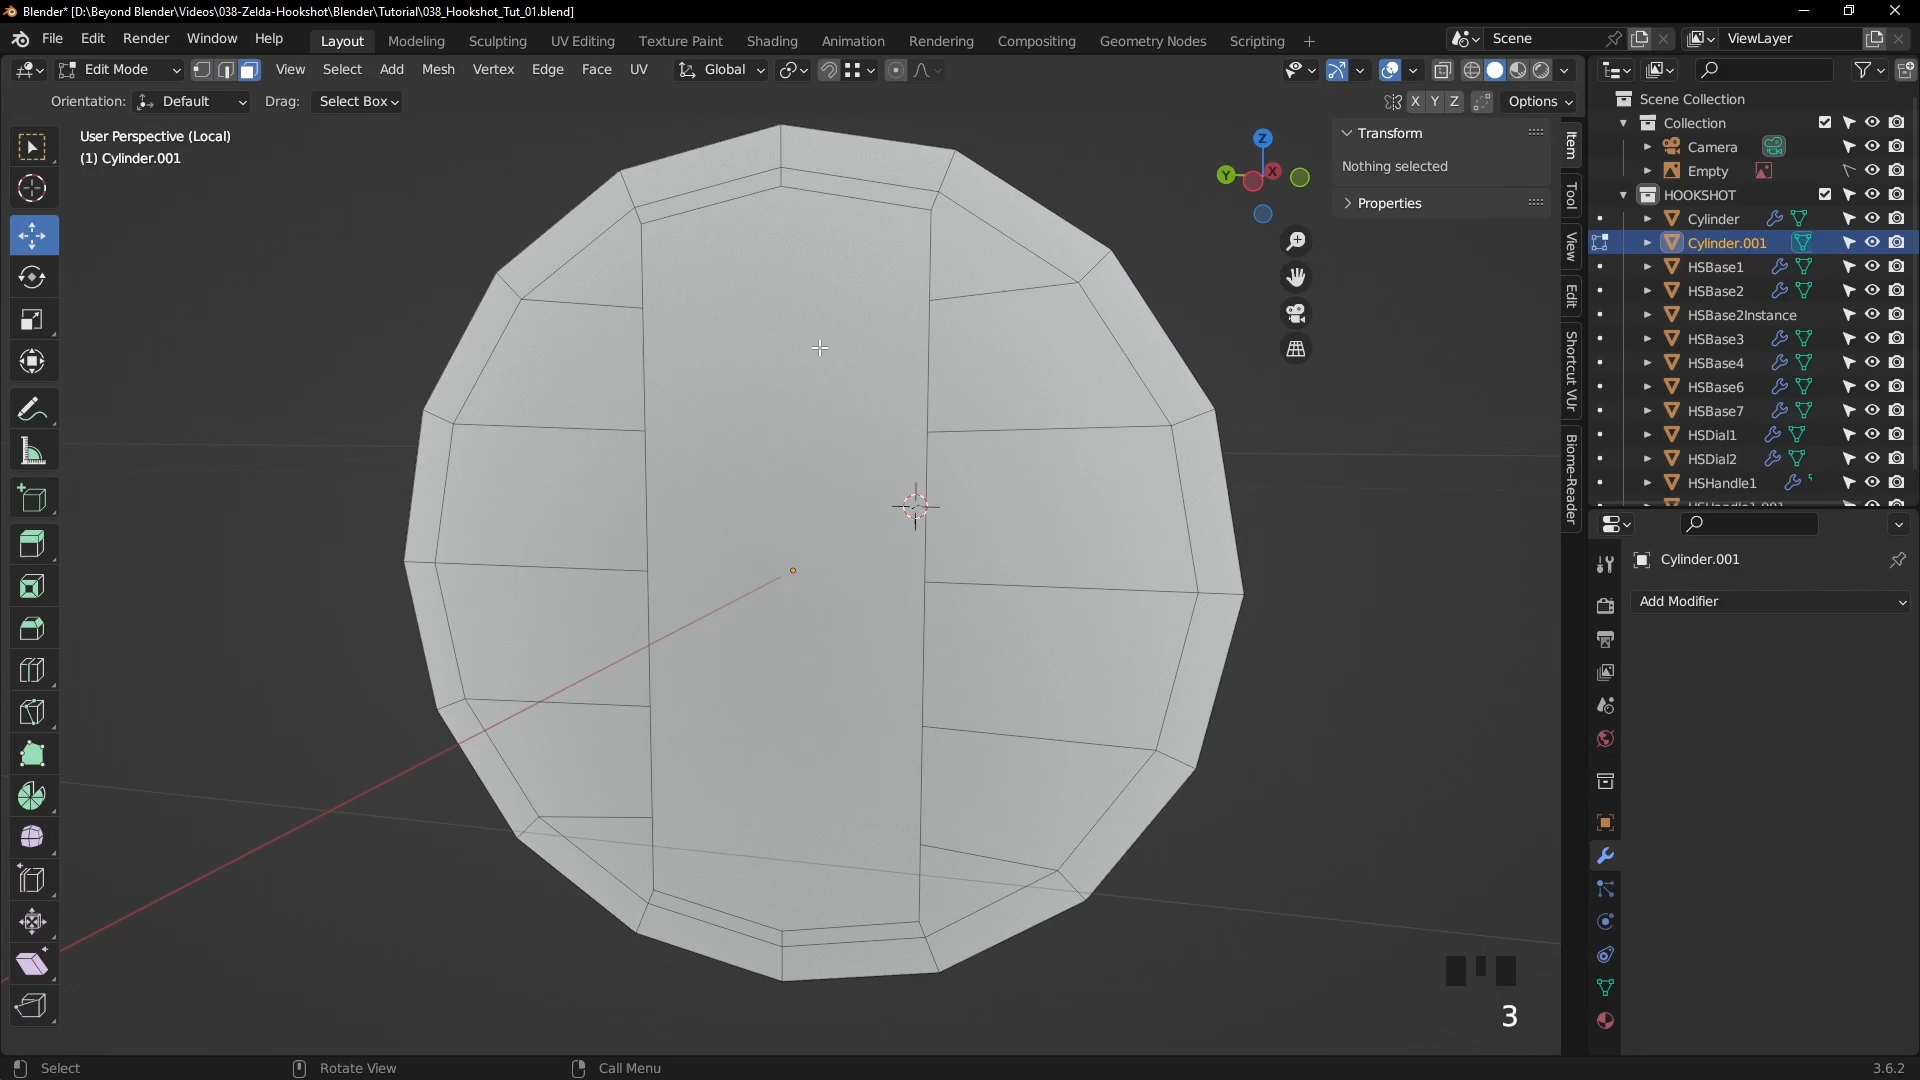 Blender* [D:\Beyond Blender\Videos\038-Zelda-Hookshot\Blender\Tutorial\038_Hookshot_Tut_01.blend]
File Edit Render Window Help Layout Modeling Sculpting UV Editing Texture Paint Shading Animation Rendering Compositing Geometry Nodes Scripting + Scene ViewLayer
Edit Mode View Select Add Mesh Vertex Edge Face UV Global
Orientation: Default Drag: Select Box X Y Z Options
User Perspective (Local)
(1) Cylinder.001
Z
Y
X
Transform
Nothing selected
Properties
Item
Tool
View
Edit
Shortcut VUr
Biome-Reader
Scene Collection
Collection
Camera
Empty
HOOKSHOT
Cylinder
Cylinder.001
HSBase1
HSBase2
HSBase2Instance
HSBase3
HSBase4
HSBase6
HSBase7
HSDial1
HSDial2
HSHandle1
Cylinder.001
Add Modifier
3
Select Rotate View Call Menu 3.6.2